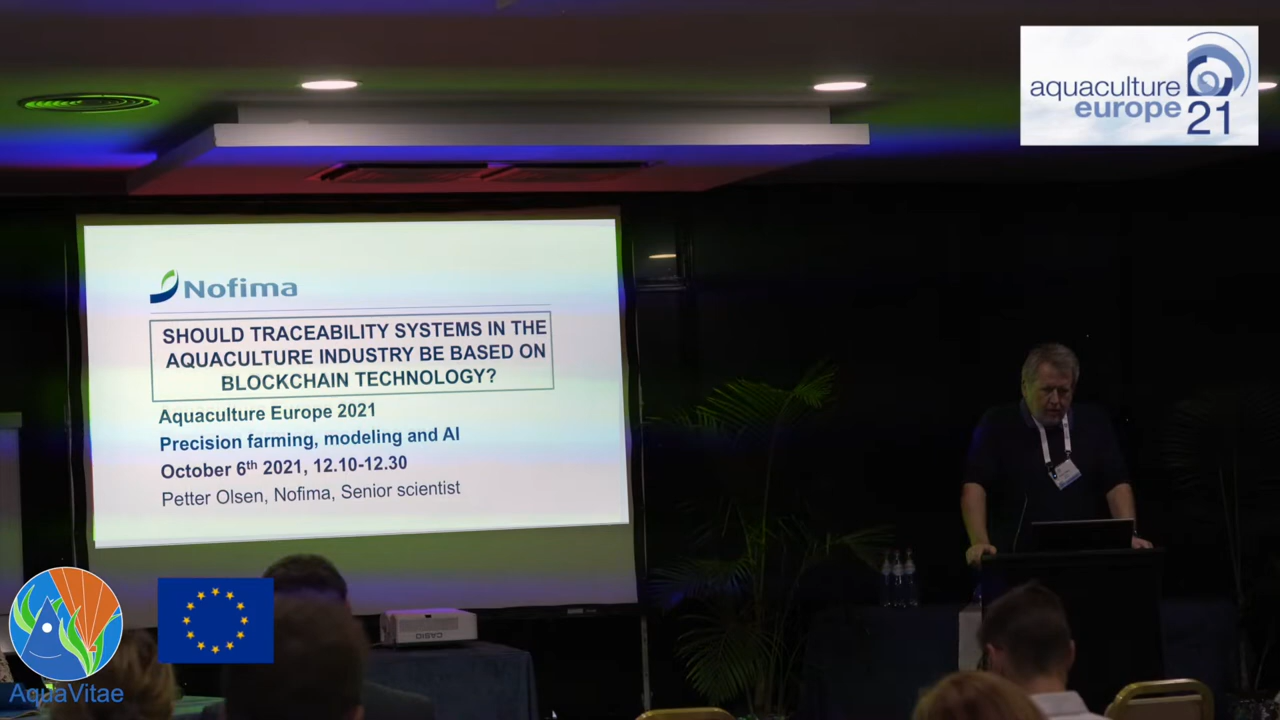 aquaculture
europe
21
Nofima
SHOULD TRACEABILITY SYSTEMS IN THE
AQUACULTURE INDUSTRY BE BASED ON
BLOCKCHAIN TECHNOLOGY?
Aquaculture Europe 2021
Precision farming, modeling and AI
October 6th 2021, 12.10-12.30
Petter Olsen, Nofima, Senior scientist
CASIO
AquaVitae